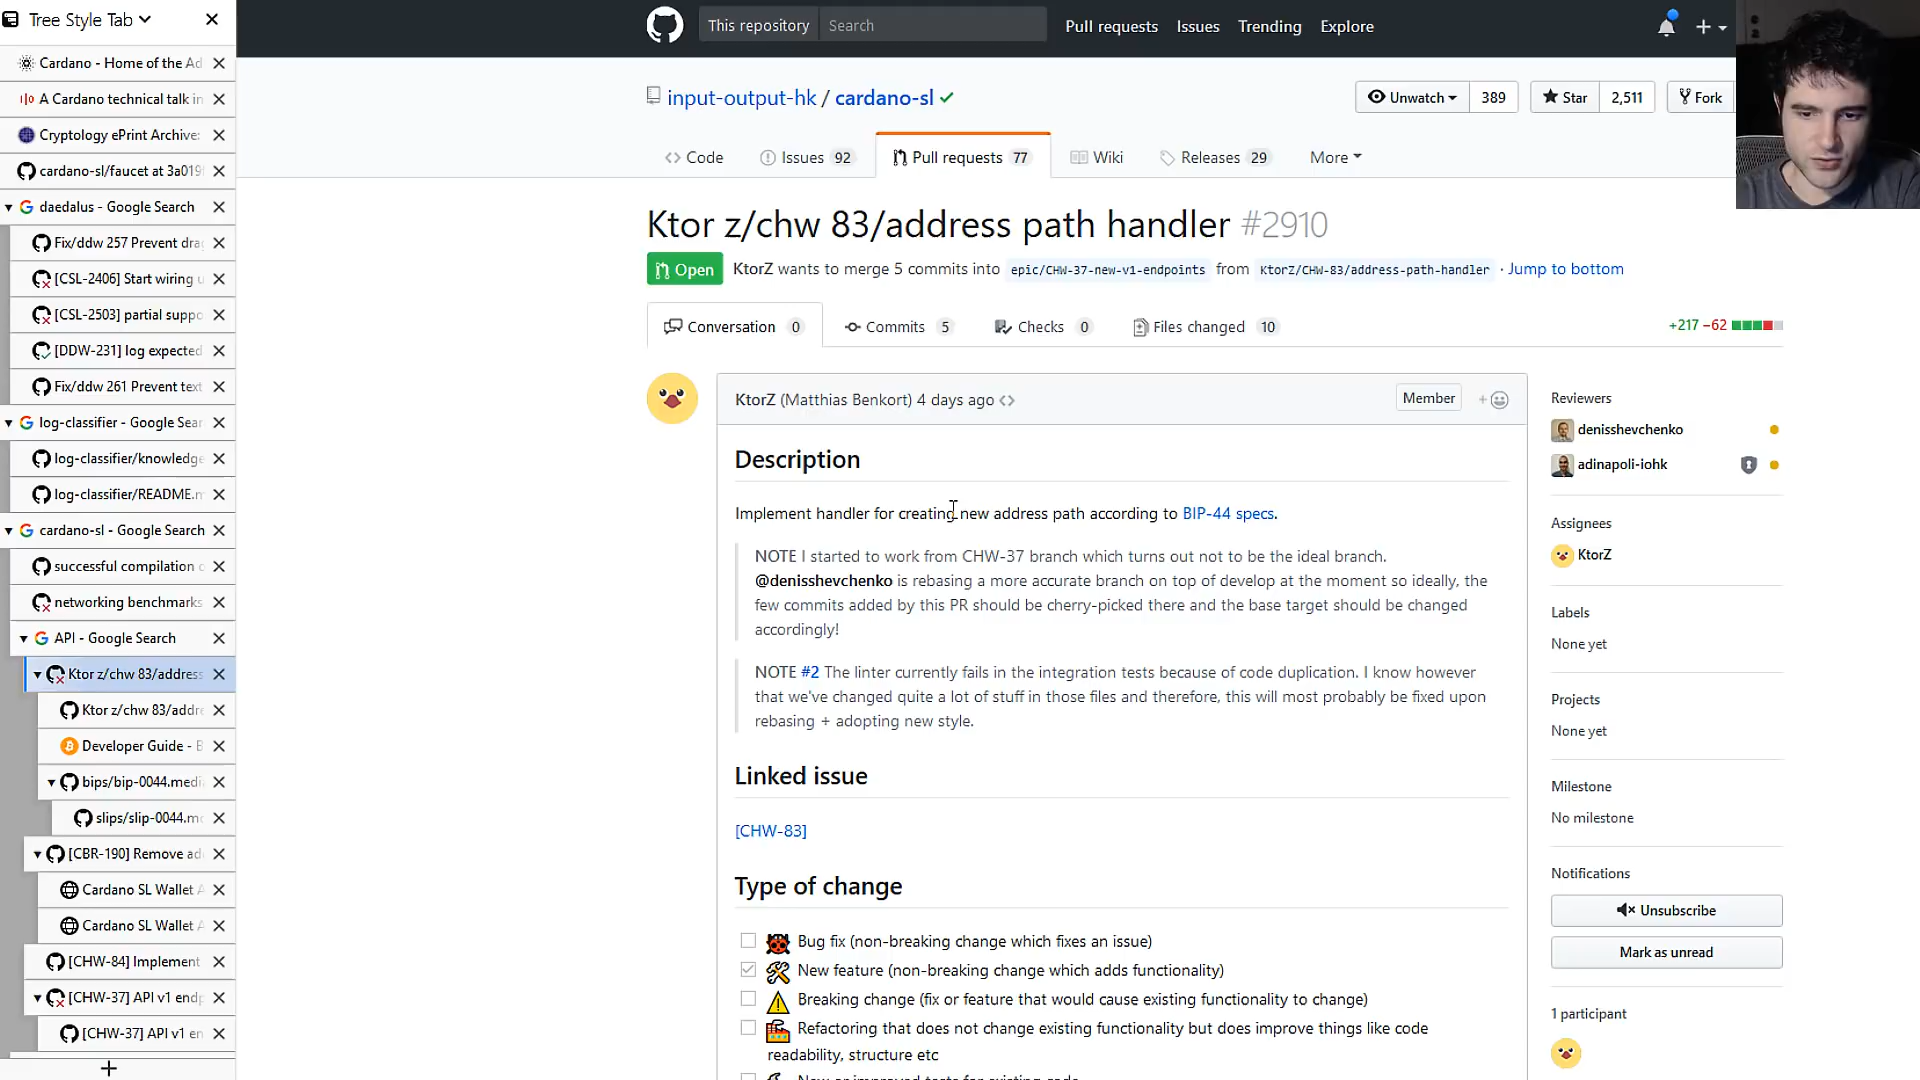 Tree Style Tab
Cardano - Home of the Ad
A Cardano technical talk in
Cryptology ePrint Archive:
cardano-sl/faucet at 3a019
daedalus - Google Search
Fix/ddw 257 Prevent dra
[CSL-2406] Start wiring u
[CSL-2503] partial suppo
[DDW-231] log expected
Fix/ddw 261 Prevent text
log-classifier - Google Sear
log-classifier/knowledge
log-classifier/README.m
cardano-sl - Google Search
successful compilation o
networking benchmarks
API - Google Search
Ktor z/chw 83/address
Ktor z/chw 83/addre
Developer Guide - B
bips/bip-0044.medi
slips/slip-0044.m
[CBR-190] Remove ad
Cardano SL Wallet A
Cardano SL Wallet A
[CHW-84] Implement
[CHW-37] API v1 endp
[CHW-37] API v1 en
This repository Search Pull requests Issues Trending Explore
input-output-hk / cardano-sl
Unwatch 389 Star 2,511 Fork
Code Issues 92 Pull requests 77 Wiki Releases 29 More
Ktor z/chw 83/address path handler #2910
Open KtorZ wants to merge 5 commits into epic/CHW-37-new-v1-endpoints from KtorZ/CHW-83/address-path-handler · Jump to bottom
Conversation 0 Commits 5 Checks 0 Files changed 10 +217 −62
KtorZ (Matthias Benkort) 4 days ago Member
Description
Implement handler for creating new address path according to BIP-44 specs.
NOTE I started to work from CHW-37 branch which turns out not to be the ideal branch.
@denisshevchenko is rebasing a more accurate branch on top of develop at the moment so ideally, the
few commits added by this PR should be cherry-picked there and the base target should be changed
accordingly!
NOTE #2 The linter currently fails in the integration tests because of code duplication. I know however
that we've changed quite a lot of stuff in those files and therefore, this will most probably be fixed upon
rebasing + adopting new style.
Linked issue
[CHW-83]
Type of change
Bug fix (non-breaking change which fixes an issue)
New feature (non-breaking change which adds functionality)
Breaking change (fix or feature that would cause existing functionality to change)
Refactoring that does not change existing functionality but does improve things like code
readability, structure etc
Reviewers
denisshevchenko
adinapoli-iohk
Assignees
KtorZ
Labels
None yet
Projects
None yet
Milestone
No milestone
Notifications
Unsubscribe
Mark as unread
1 participant